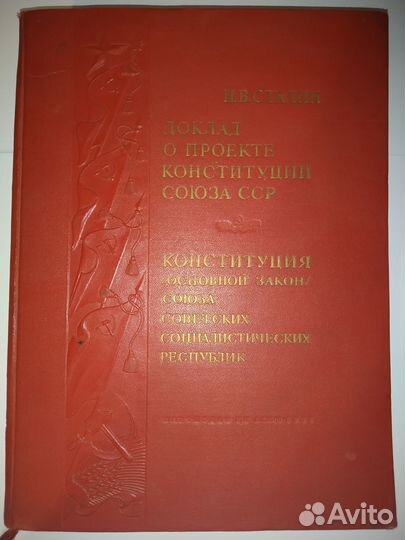 И. В. СТАЛИН
ДОКЛАД
О ПРОЕКТЕ
КОНСТИТУЦИИ
СОЮЗА ССР
КОНСТИТУЦИЯ
/ОСНОВНОЙ ЗАКОН/
СОЮЗА
СОВЕТСКИХ
СОЦИАЛИСТИЧЕСКИХ
РЕСПУБЛИК
Avito